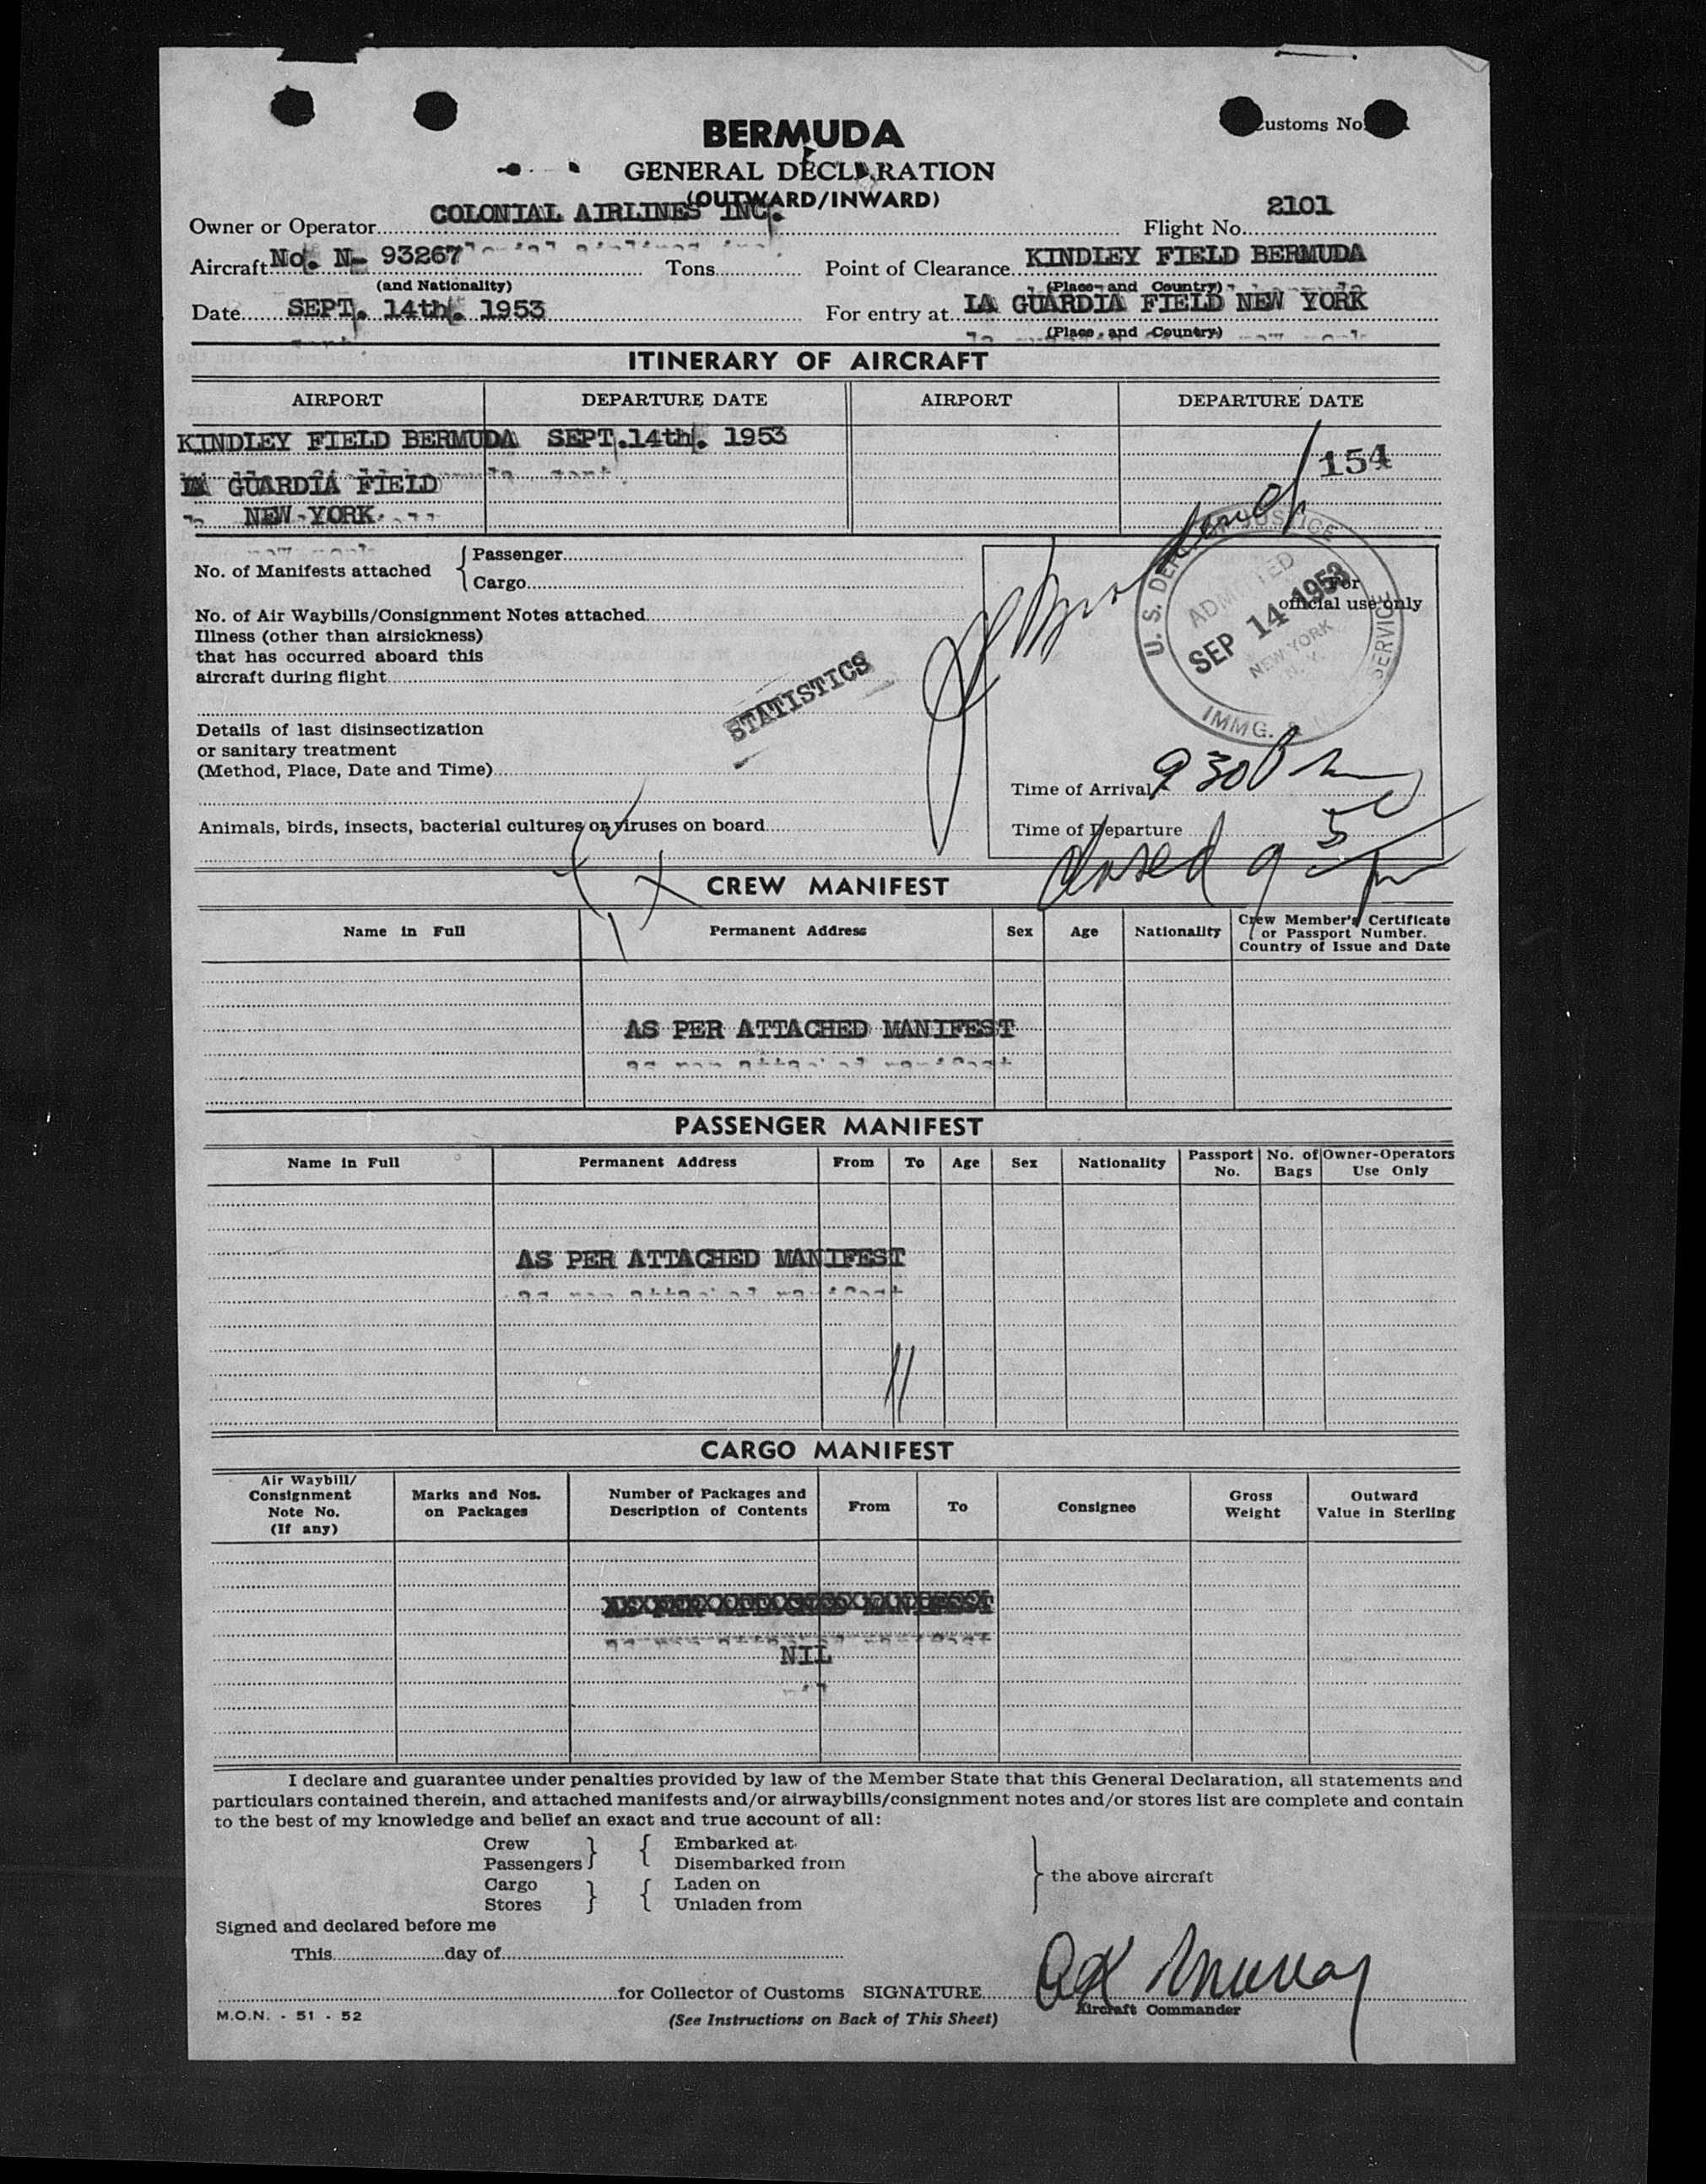 Customs No.
BERMUDA
GENERAL DECLARATION
(OUTWARD/INWARD)
Owner or Operator COLONIAL AIRLINES INC. Flight No. 2101
Aircraft No. N- 93267 Tons Point of Clearance KINDLEY FIELD BERMUDA
(and Nationality) (Place and Country)
Date SEPT. 14th. 1953 For entry at LA GUARDIA FIELD NEW YORK
(Place and Country)
ITINERARY OF AIRCRAFT
AIRPORT DEPARTURE DATE AIRPORT DEPARTURE DATE
KINDLEY FIELD BERMUDA SEPT.14th. 1953
154
LA GUARDIA FIELD
NEW YORK
No. of Manifests attached { Passenger
Cargo
For
official use only
U. S. DEPT. OF JUSTICE
ADMITTED
SEP 14 1953
NEW YORK
N. Y.
IMMG. & N SERVICE
No. of Air Waybills/Consignment Notes attached
Illness (other than airsickness)
that has occurred aboard this
aircraft during flight
STATISTICS
Details of last disinsectization
or sanitary treatment
(Method, Place, Date and Time)
Time of Arrival 9 30 P m
Animals, birds, insects, bacterial cultures or viruses on board
Time of Departure
closed 9 50 pm
CREW MANIFEST
Name in Full Permanent Address Sex Age Nationality Crew Member's Certificate
or Passport Number.
Country of Issue and Date
AS PER ATTACHED MANIFEST
PASSENGER MANIFEST
Name in Full Permanent Address From To Age Sex Nationality Passport No. No. of Bags Owner-Operators Use Only
AS PER ATTACHED MANIFEST
CARGO MANIFEST
Air Waybill/
Consignment
Note No.
(If any)
Marks and Nos.
on Packages
Number of Packages and
Description of Contents
From To Consignee
Gross
Weight
Outward
Value in Sterling
NIL
I declare and guarantee under penalties provided by law of the Member State that this General Declaration, all statements and
particulars contained therein, and attached manifests and/or airwaybills/consignment notes and/or stores list are complete and contain
to the best of my knowledge and belief an exact and true account of all:
Crew } { Embarked at
Passengers Disembarked from
Cargo } { Laden on
Stores Unladen from
} the above aircraft
Signed and declared before me
This day of
for Collector of Customs SIGNATURE OK Murray
Aircraft Commander
M.O.N. - 51 - 52
(See Instructions on Back of This Sheet)